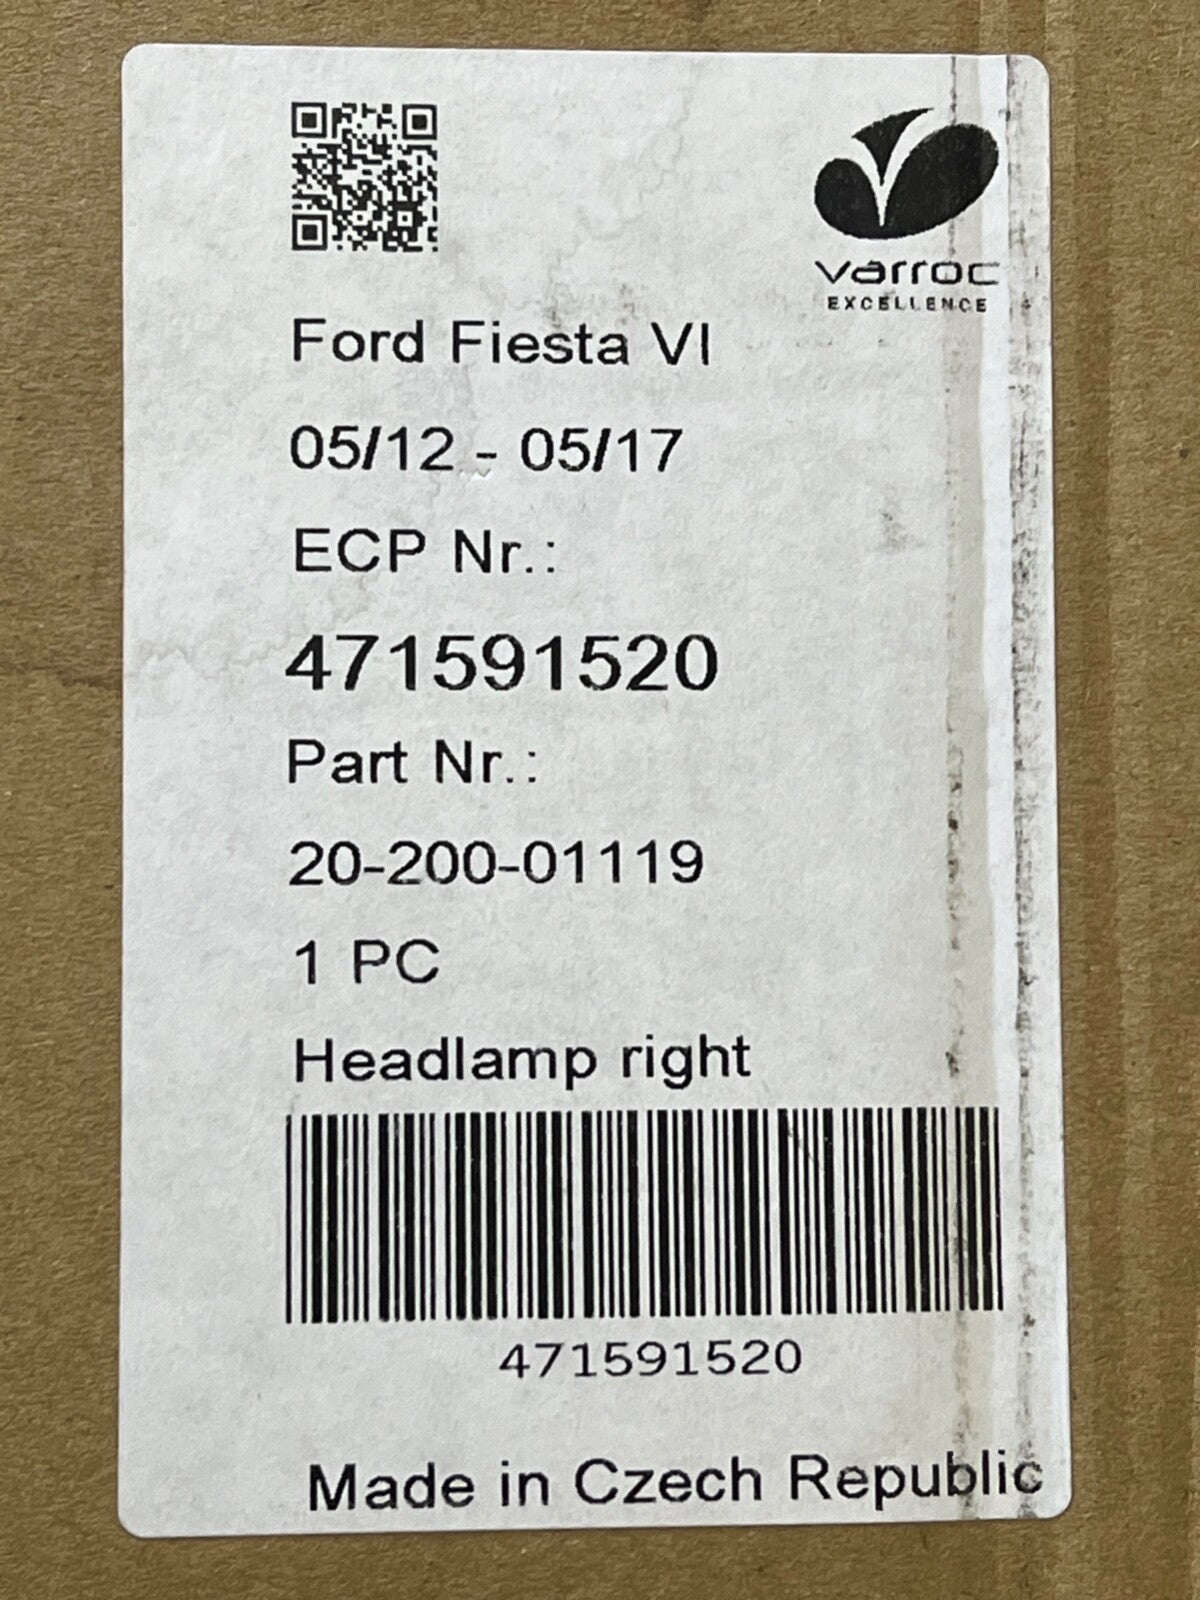 varroc
EXCELLENCE
Ford Fiesta VI
05/12 - 05/17
ECP Nr.:
471591520
Part Nr.:
20-200-01119
1 PC
Headlamp right
471591520
Made in Czech Republic